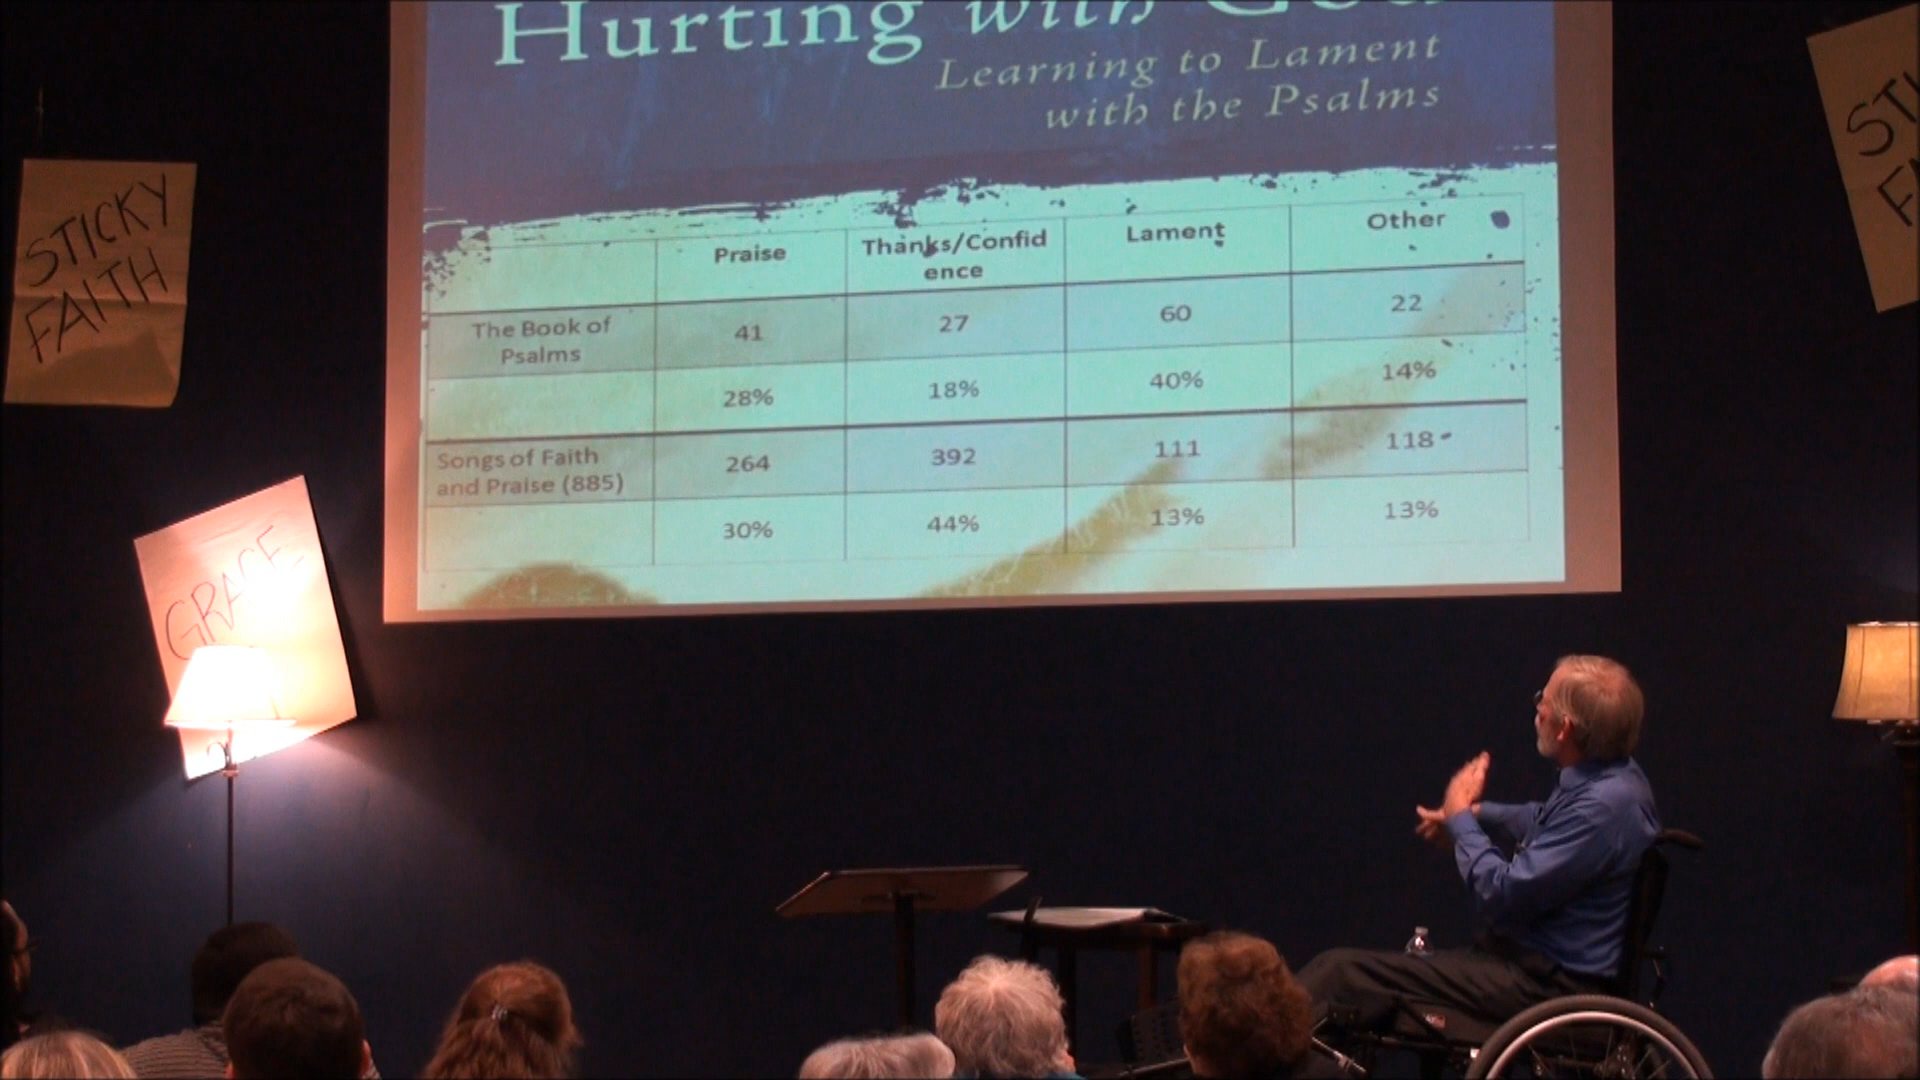 Hurting with God
Learning to Lament
with the Psalms
STICKY
FAITH
GRACE
Praise
Thanks/Confid
ence
Lament
Other
The Book of
Psalms
41
27
60
22
28%
18%
40%
14%
Songs of Faith
and Praise (885)
264
392
111
118
30%
44%
13%
13%